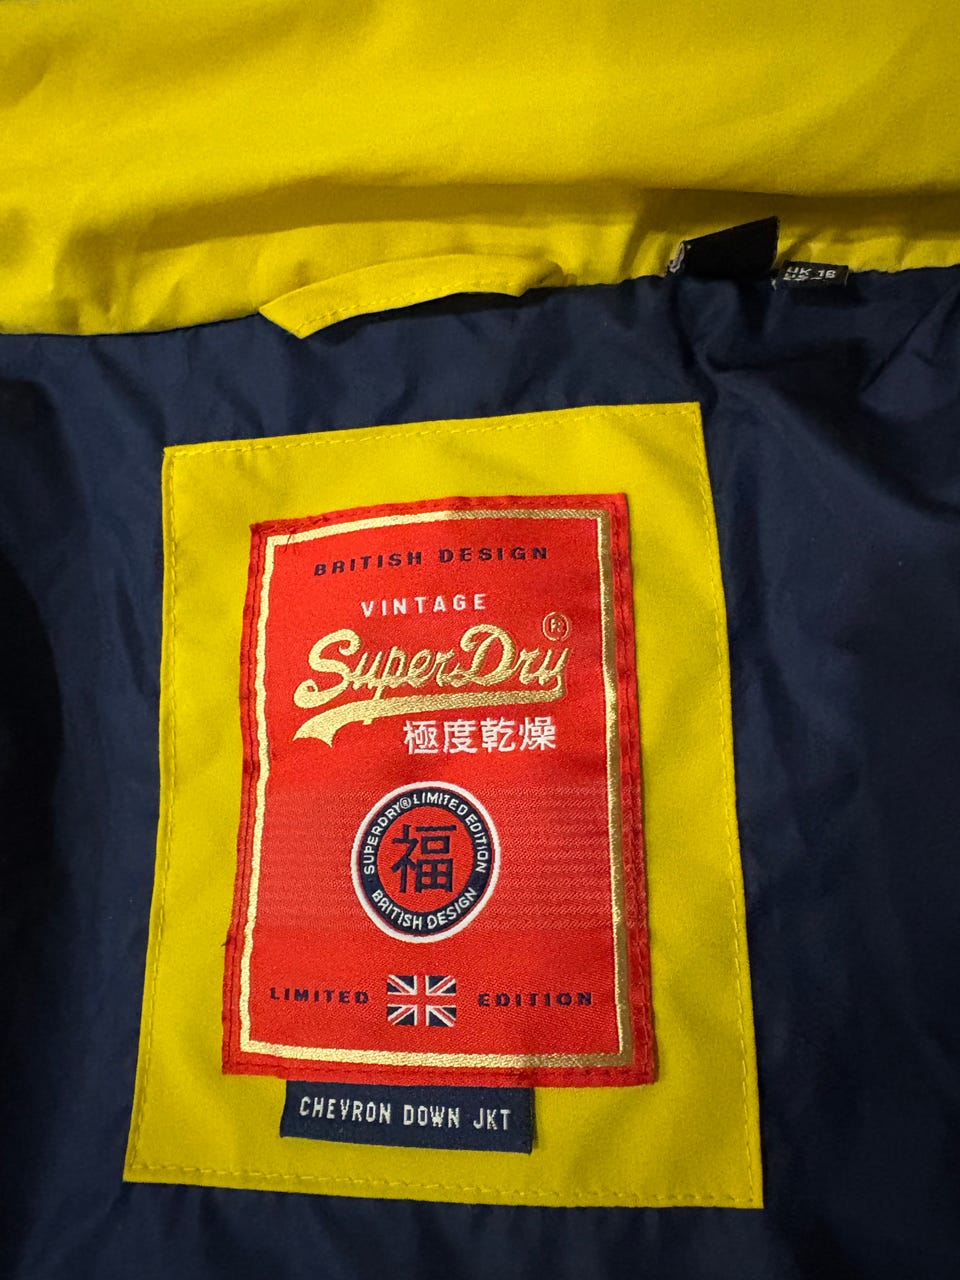 UK 16
BRITISH DESIGN
VINTAGE
SuperDry ®
極度乾燥
SUPERDRY® LIMITED EDITION
福
BRITISH DESIGN
LIMITED EDITION
CHEVRON DOWN JKT